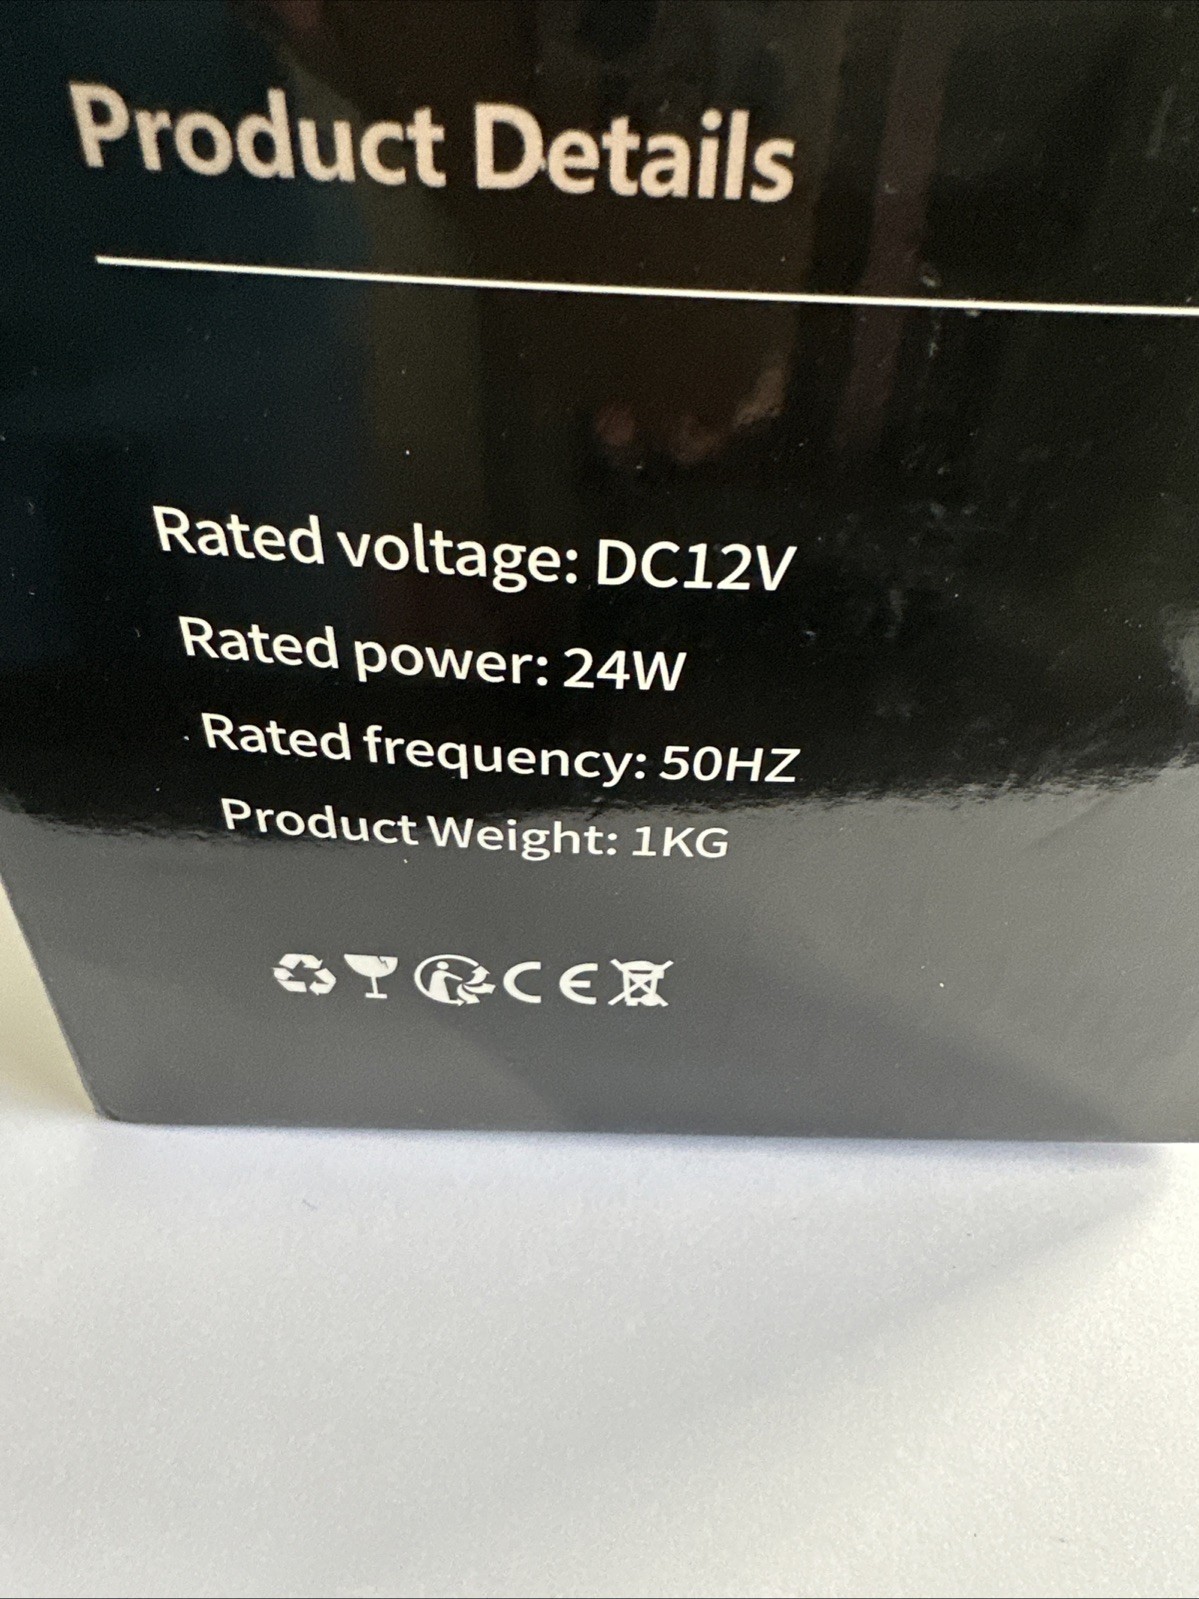 Product Details
Rated voltage: DC12V
Rated power: 24W
Rated frequency: 50HZ
Product Weight: 1KG
CE